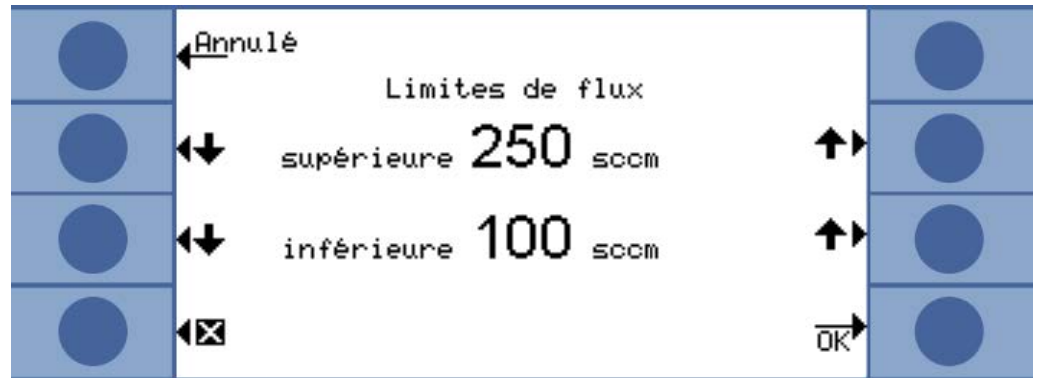 Annulé
Limites de flux
supérieure 250 sccm
inférieure 100 sccm
OK